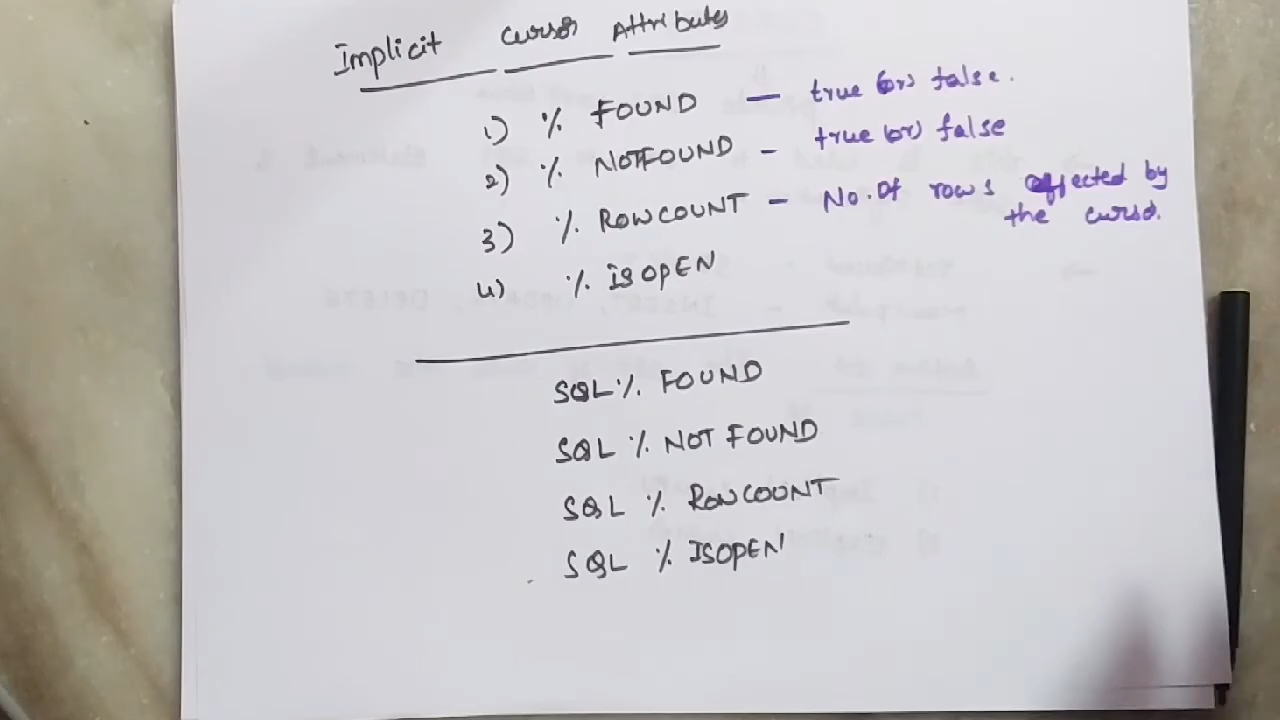 Implicit Cursor Attributes
1) % FOUND — true (or) false.
2) % NOTFOUND - true (or) false
3) % ROWCOUNT - No. Of rows affected by
the cursor.
4) % ISOPEN
SQL % FOUND
SQL % NOT FOUND
SQL % ROWCOUNT
SQL % ISOPEN